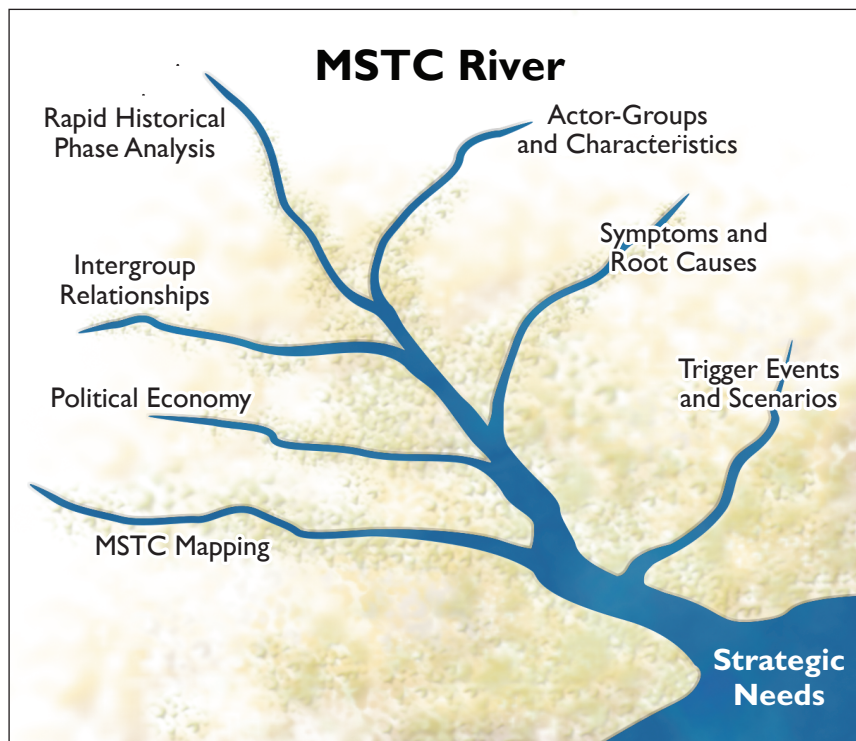 MSTC River
Rapid Historical
Phase Analysis
Actor-Groups
and Characteristics
Symptoms and
Root Causes
Intergroup
Relationships
Trigger Events
and Scenarios
Political Economy
MSTC Mapping
Strategic
Needs